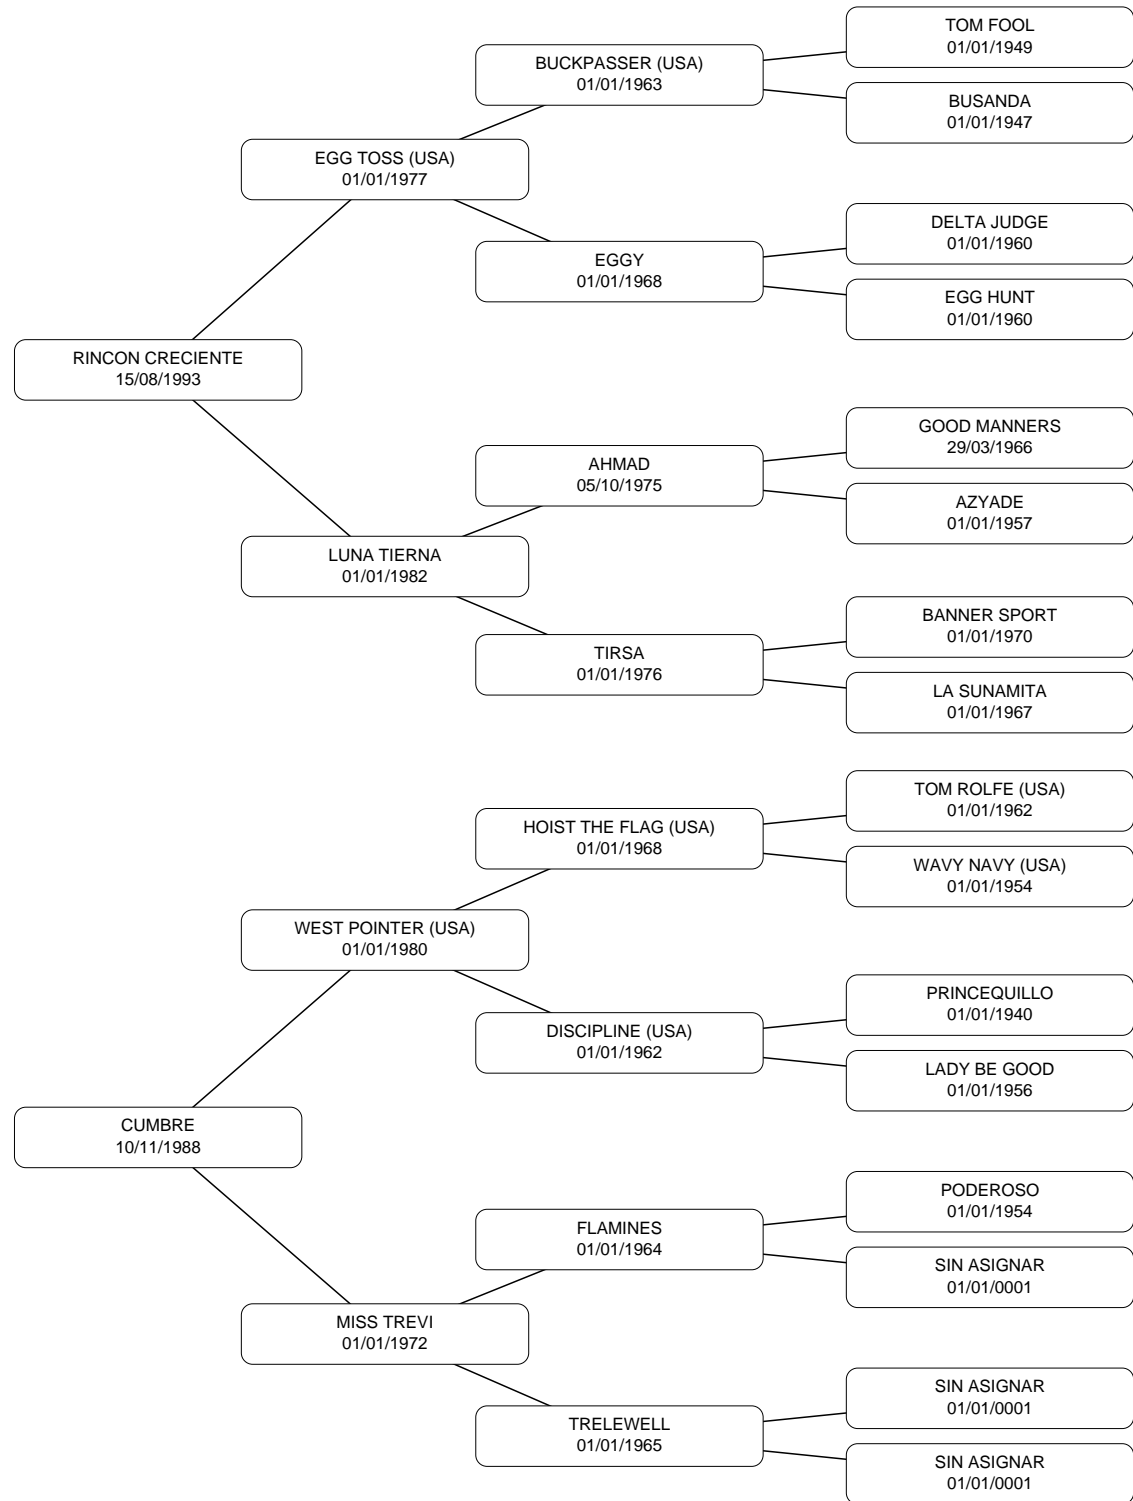 TOM FOOL
01/01/1949
BUCKPASSER (USA)
01/01/1963
BUSANDA
01/01/1947
EGG TOSS (USA)
01/01/1977
DELTA JUDGE
01/01/1960
EGGY
01/01/1968
EGG HUNT
01/01/1960
RINCON CRECIENTE
15/08/1993
GOOD MANNERS
29/03/1966
AHMAD
05/10/1975
AZYADE
01/01/1957
LUNA TIERNA
01/01/1982
BANNER SPORT
01/01/1970
TIRSA
01/01/1976
LA SUNAMITA
01/01/1967
TOM ROLFE (USA)
01/01/1962
HOIST THE FLAG (USA)
01/01/1968
WAVY NAVY (USA)
01/01/1954
WEST POINTER (USA)
01/01/1980
PRINCEQUILLO
01/01/1940
DISCIPLINE (USA)
01/01/1962
LADY BE GOOD
01/01/1956
CUMBRE
10/11/1988
PODEROSO
01/01/1954
FLAMINES
01/01/1964
SIN ASIGNAR
01/01/0001
MISS TREVI
01/01/1972
SIN ASIGNAR
01/01/0001
TRELEWELL
01/01/1965
SIN ASIGNAR
01/01/0001